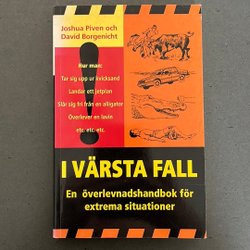 Joshua Piven och
David Borgenicht
Hur man:
Tar sig upp ur kvicksand
Landar ett jetplan
Slår sig fri från en alligator
Överlever en lavin
etc. etc. etc.
I VÄRSTA FALL
En överlevnadshandbok för
extrema situationer